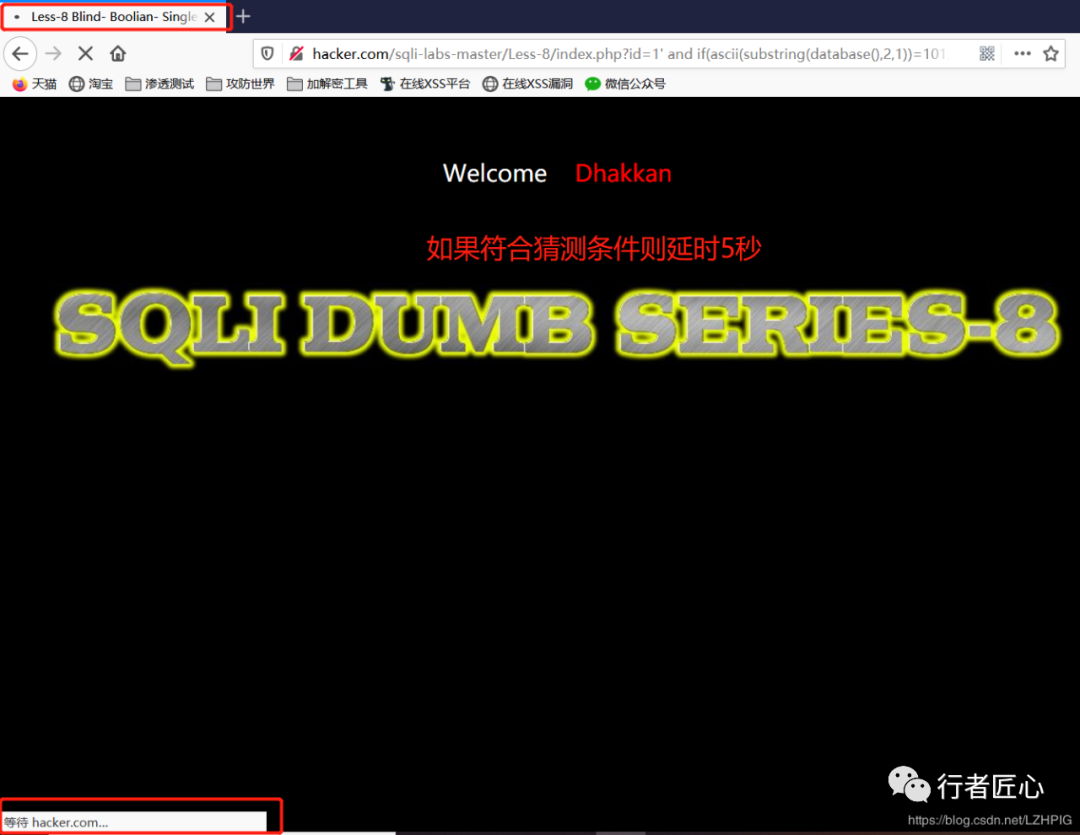 Less-8 Blind- Boolian- Single
hacker.com/sqli-labs-master/Less-8/index.php?id=1' and if(ascii(substring(database(),2,1))=101
天猫 淘宝 渗透测试 攻防世界 加解密工具 在线XSS平台 在线XSS漏洞 微信公众号
Welcome Dhakkan
如果符合猜测条件则延时5秒
SQLI DUMB SERIES-8
行者匠心
等待 hacker.com...
https://blog.csdn.net/LZHPIG